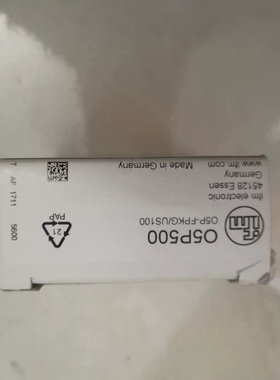 ifm
O5P500
O5P-FPKG/US100
21
PAP
ifm electronic
45128 Essen
Germany
www.ifm.com
Made in Germany
5600
AF 1711
T